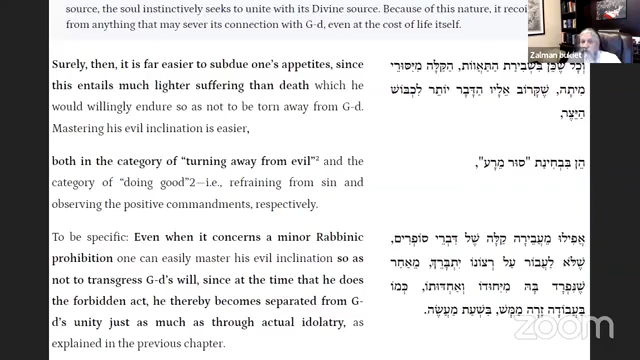 source, the soul instinctively seeks to unite with its Divine source. Because of this nature, it recoi
from anything that may sever its connection with G-d, even at the cost of life itself.
Zalman
Surely, then, it is far easier to subdue one's appetites, since
this entails much lighter suffering than death which he
would willingly endure so as not to be torn away from G-d.
Mastering his evil inclination is easier,
וְכָל שֶׁכֵּן בִּשְׁבִירַת הַתַּאֲווֹת, הַקַּלָּה מִיִּסּוּרֵי
מִיתָה, שֶׁקָּרוֹב אֵלָיו הַדָּבָר יוֹתֵר לִכְבּוֹשׁ
הַיֵּצֶר,
both in the category of "turning away from evil"2 and the
category of "doing good"2—i.e., refraining from sin and
observing the positive commandments, respectively.
הֵן בִּבְחִינַת "סוּר מֵרָע",
To be specific: Even when it concerns a minor Rabbinic
prohibition one can easily master his evil inclination so as
not to transgress G-d's will, since at the time that he does
the forbidden act, he thereby becomes separated from G-
d's unity just as much as through actual idolatry, as
explained in the previous chapter.
אֲפִילוּ מֵעֲבֵירָה קַלָּה שֶׁל דִּבְרֵי סוֹפְרִים,
שֶׁלֹּא לַעֲבוֹר עַל רְצוֹנוֹ יִתְבָּרֵךְ, מֵאַחַר
שֶׁנִּפְרָד בָּהּ מִיִּחוּדוֹ וְאַחְדוּתוֹ, כְּמוֹ
בַּעֲבוֹדָה זָרָה מַמָּשׁ, בִּשְׁעַת מַעֲשֶׂה.
zoom